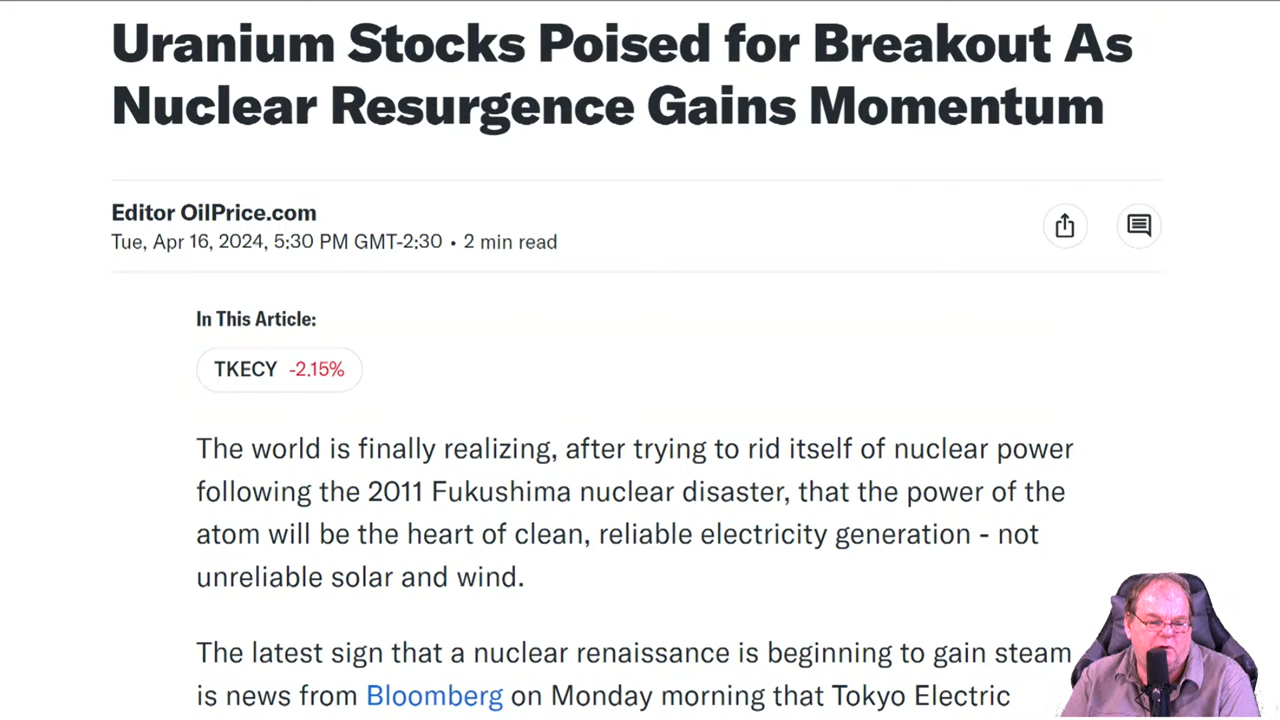 Uranium Stocks Poised for Breakout As
Nuclear Resurgence Gains Momentum
Editor OilPrice.com
Tue, Apr 16, 2024, 5:30 PM GMT-2:30 • 2 min read
In This Article:
TKECY -2.15%
The world is finally realizing, after trying to rid itself of nuclear power
following the 2011 Fukushima nuclear disaster, that the power of the
atom will be the heart of clean, reliable electricity generation - not
unreliable solar and wind.
The latest sign that a nuclear renaissance is beginning to gain steam
is news from Bloomberg on Monday morning that Tokyo Electric